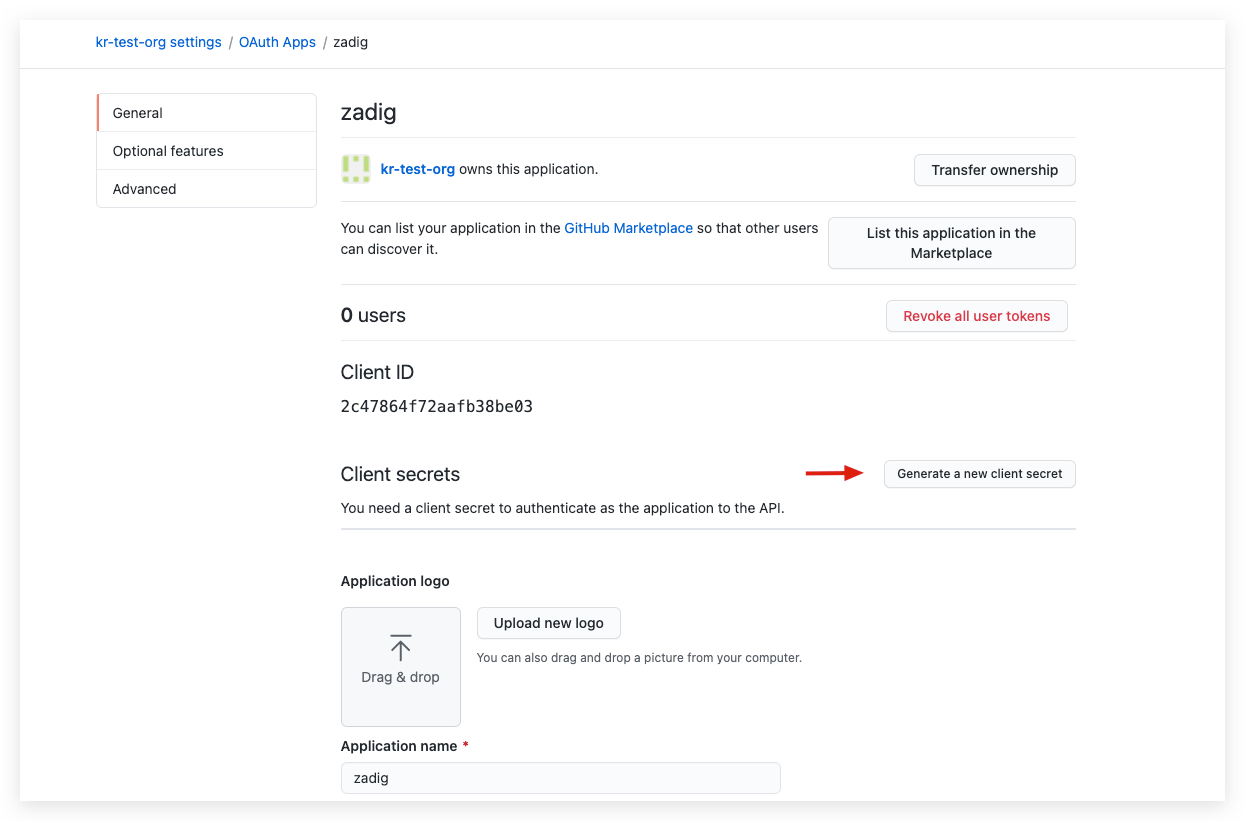 kr-test-org settings / OAuth Apps / zadig
General
Optional features
Advanced
zadig
kr-test-org owns this application.
Transfer ownership
You can list your application in the GitHub Marketplace so that other users
can discover it.
List this application in the
Marketplace
0 users
Revoke all user tokens
Client ID
2c47864f72aafb38be03
Client secrets
Generate a new client secret
You need a client secret to authenticate as the application to the API.
Application logo
Drag & drop
Upload new logo
You can also drag and drop a picture from your computer.
Application name *
zadig